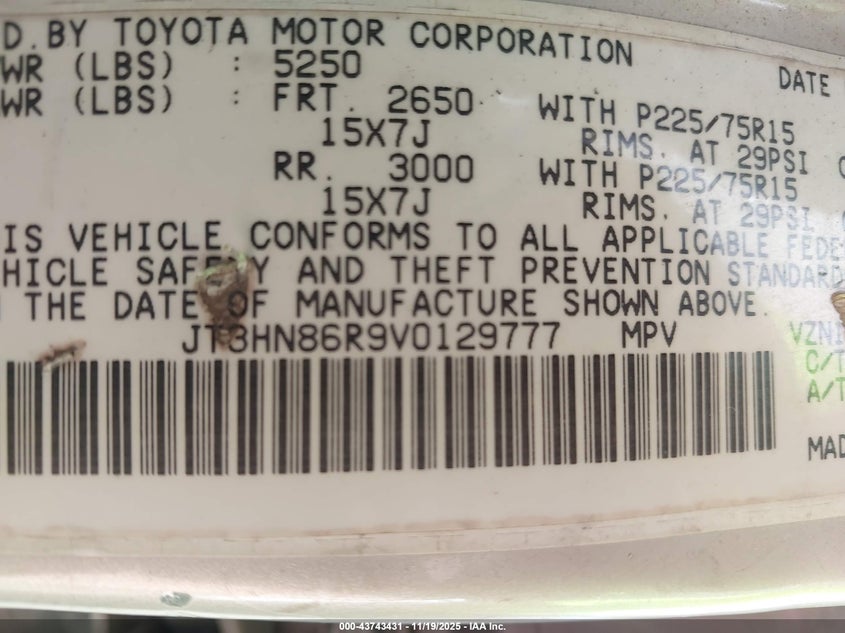 D. BY TOYOTA MOTOR CORPORATION
WR (LBS) : 5250 DATE
WR (LBS) : FRT. 2650 WITH P225/75R15
15X7J RIMS. AT 29PSI
RR. 3000 WITH P225/75R15
15X7J RIMS. AT 29PSI
IS VEHICLE CONFORMS TO ALL APPLICABLE FEDE
HICLE SAFETY AND THEFT PREVENTION STANDARD
THE DATE OF MANUFACTURE SHOWN ABOVE.
JT3HN86R9V0129777 MPV VZN1
C/T
A/T
MAD
000-43743431 - 11/19/2025 - IAA Inc.